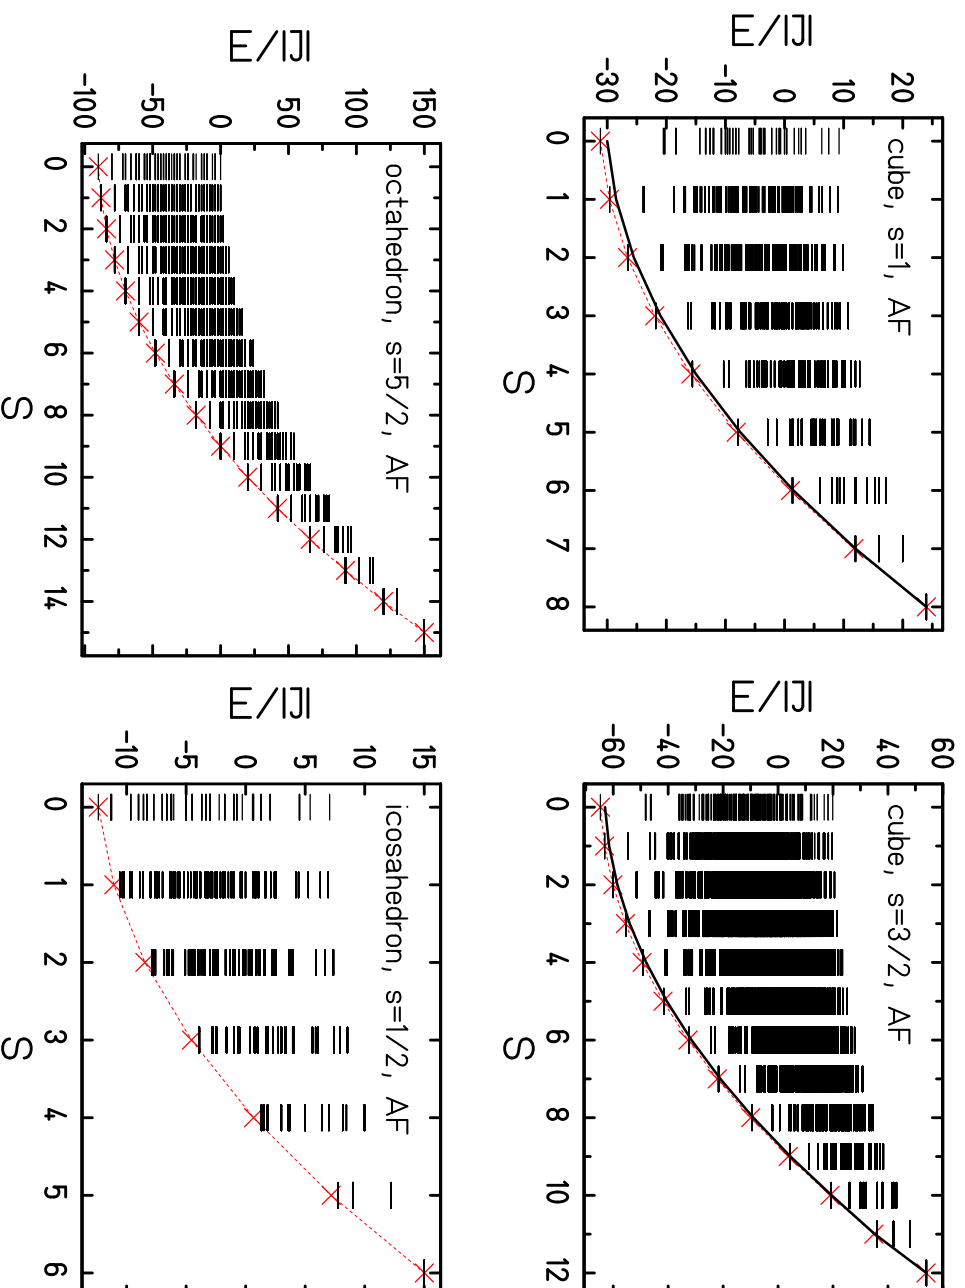 cube, s=1, AF
E/|J|
20
10
0
−10
−20
−30
0 1 2 3 4 5 6 7 8
S
cube, s=3/2, AF
E/|J|
60
40
20
0
−20
−40
−60
0 2 4 6 8 10 12
S
octahedron, s=5/2, AF
E/|J|
150
100
50
0
−50
−100
0 2 4 6 8 10 12 14
S
icosahedron, s=1/2, AF
E/|J|
15
10
5
0
−5
−10
0 1 2 3 4 5 6
S